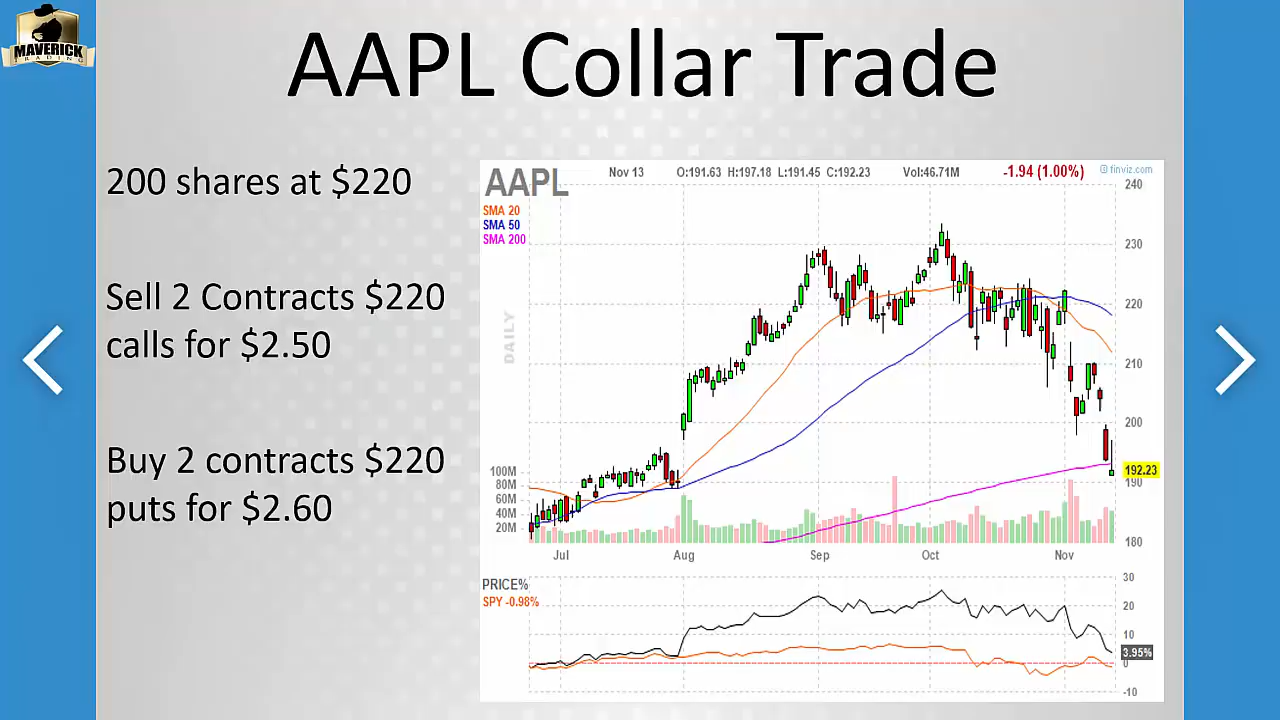 MAVERICK
TRADING
AAPL Collar Trade
200 shares at $220
Sell 2 Contracts $220
calls for $2.50
Buy 2 contracts $220
puts for $2.60
AAPL
Nov 13 O:191.63 H:197.18 L:191.45 C:192.23 Vol:46.71M -1.94 (1.00%) © finviz.com
SMA 20
SMA 50
SMA 200
DAILY
240
230
220
210
200
192.23
190
180
100M
80M
60M
40M
20M
Jul Aug Sep Oct Nov
PRICE%
SPY -0.98%
30
20
10
3.95%
0
-10